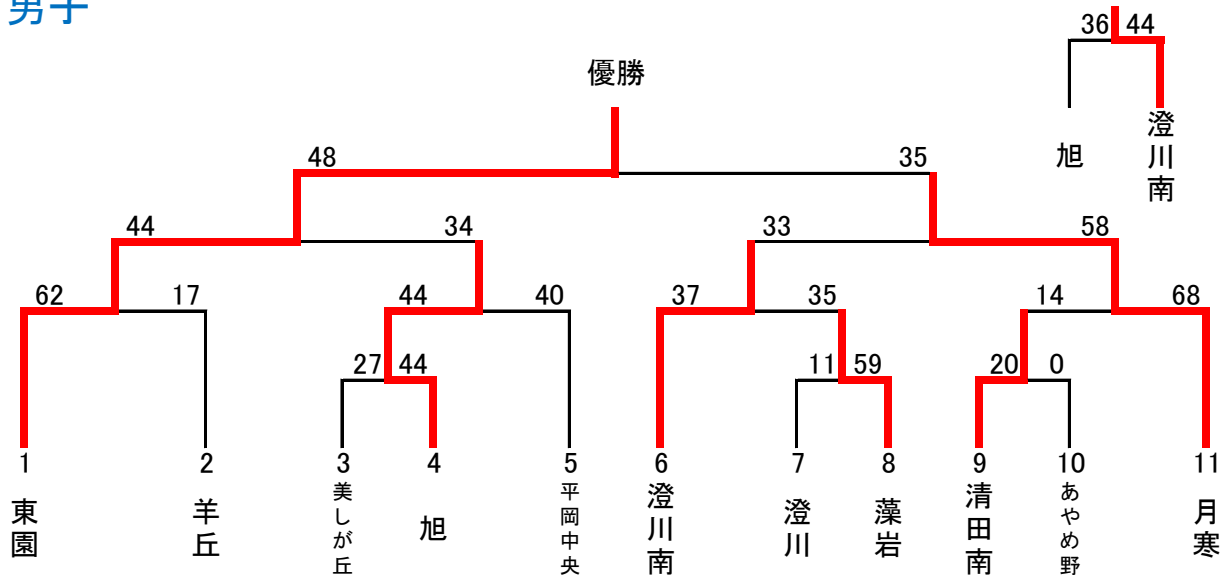 男子
36 44
旭
澄川南
優勝
48 35
44 34 33 58
62 17 44 40 37 35 14 68
27 44 11 59 20 0
1 2 3 4 5 6 7 8 9 10 11
東園
羊丘
美しが丘
旭
平岡中央
澄川南
澄川
藻岩
清田南
あやめ野
月寒